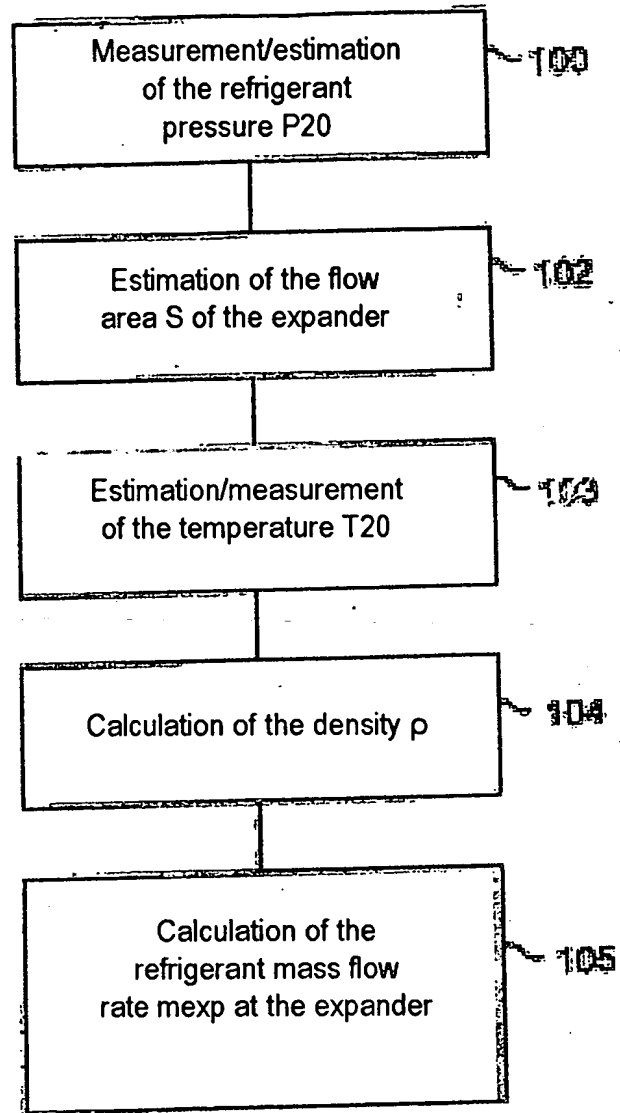 Measurement/estimation
of the refrigerant
pressure P20
100
Estimation of the flow
area S of the expander
102
Estimation/measurement
of the temperature T20
103
Calculation of the density ρ
104
Calculation of the
refrigerant mass flow
rate mexp at the expander
105